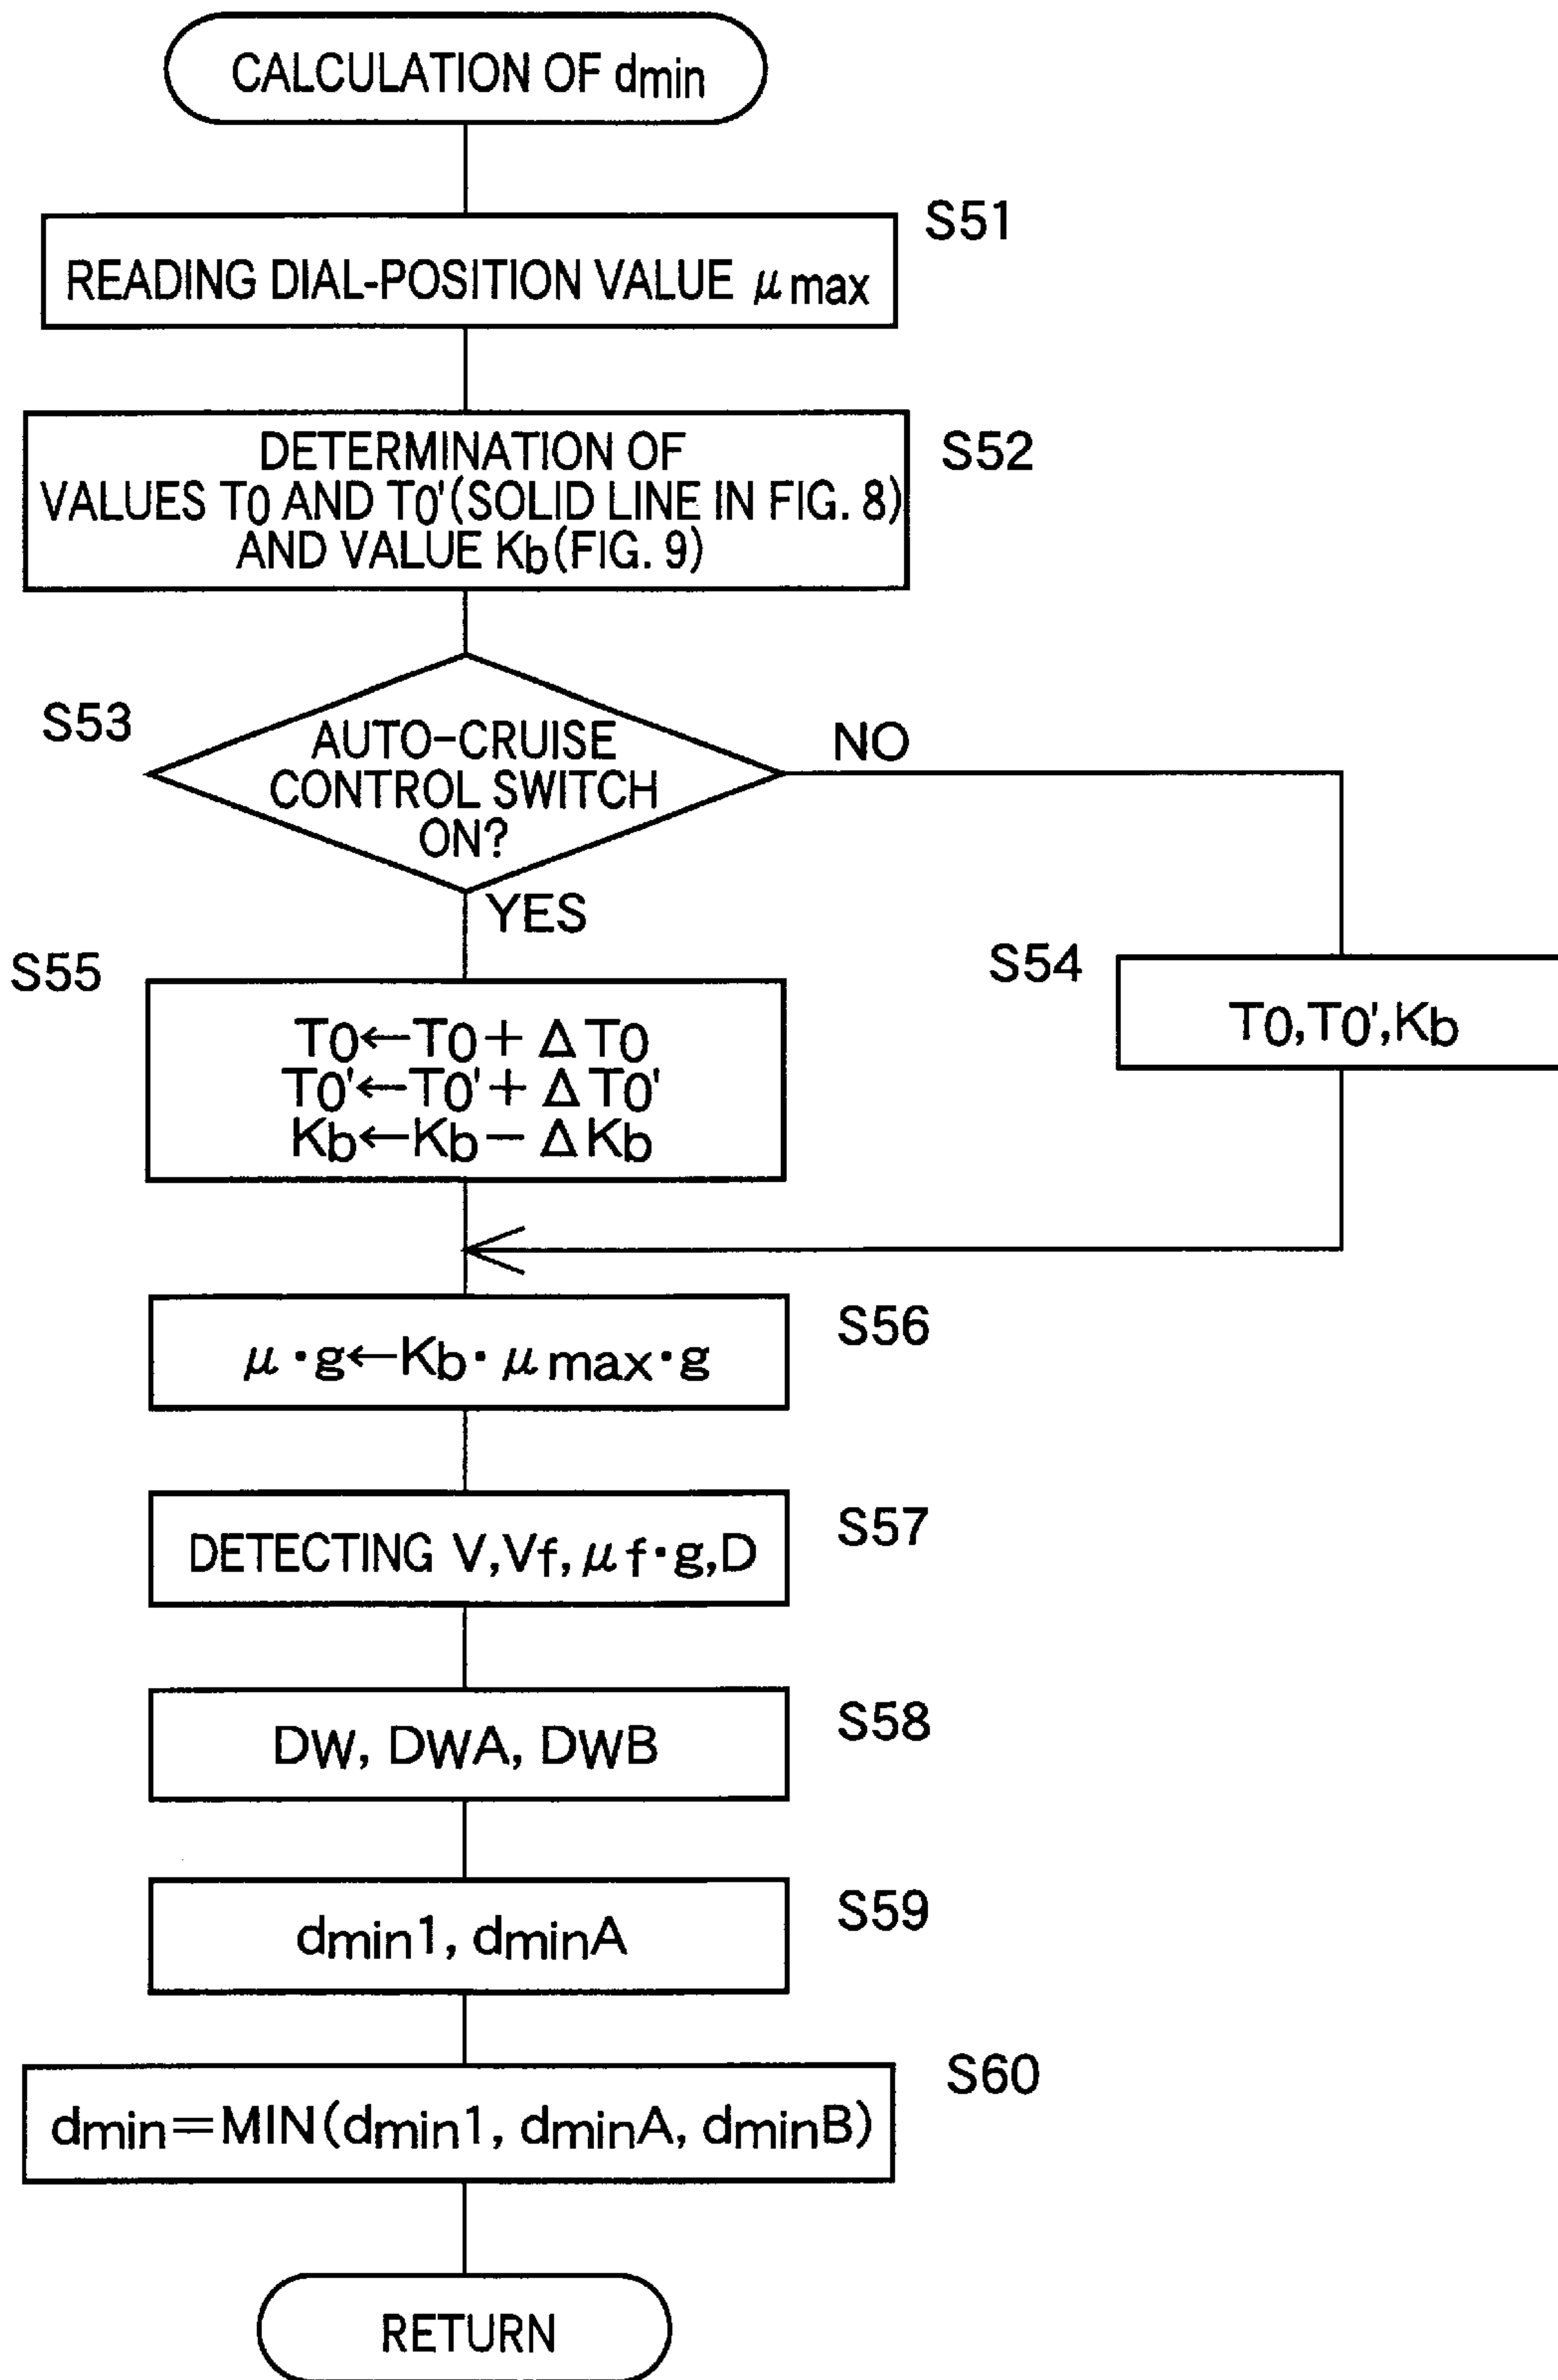 CALCULATION OF dmin
S51
READING DIAL-POSITION VALUE μmax
S52
DETERMINATION OF
VALUES T0 AND T0'(SOLID LINE IN FIG. 8)
AND VALUE Kb(FIG. 9)
S53
AUTO-CRUISE
CONTROL SWITCH
ON?
NO
YES
S55
T0←T0+ΔT0
T0'←T0'+ΔT0'
Kb←Kb−ΔKb
S54
T0,T0',Kb
S56
μ·g←Kb·μmax·g
S57
DETECTING V,Vf,μf·g,D
S58
DW, DWA, DWB
S59
dmin1, dminA
S60
dmin=MIN(dmin1, dminA, dminB)
RETURN